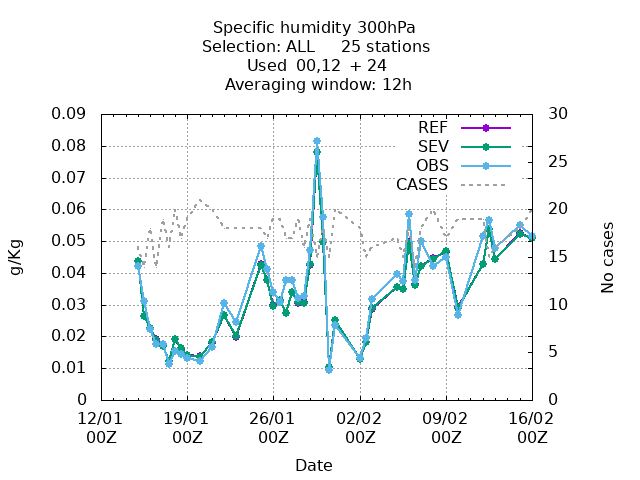 Specific humidity 300hPa
Selection: ALL 25 stations
Used 00,12 + 24
Averaging window: 12h
0.09
0.08
0.07
0.06
0.05
0.04
0.03
0.02
0.01
0
g/Kg
30
25
20
15
10
5
0
No cases
REF
SEV
OBS
CASES
12/01 19/01 26/01 02/02 09/02 16/02
00Z 00Z 00Z 00Z 00Z 00Z
Date